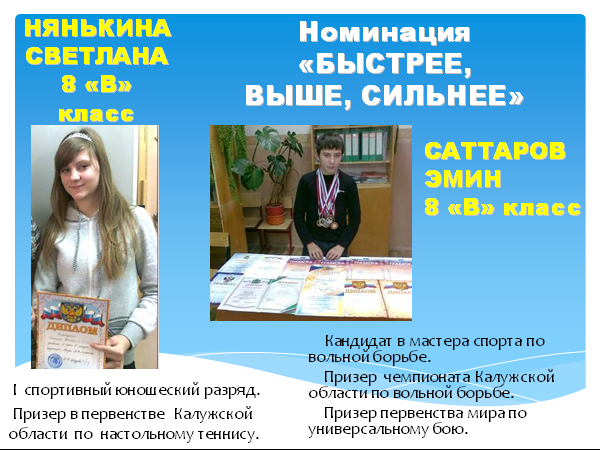 НЯНЬКИНА
СВЕТЛАНА
8 «В»
класс
Номинация
«БЫСТРЕЕ,
ВЫШЕ, СИЛЬНЕЕ»
САТТАРОВ
ЭМИН
8 «В» класс
ДИПЛОМ
I спортивный юношеский разряд.
Призер в первенстве Калужской
области по настольному теннису.
Кандидат в мастера спорта по
вольной борьбе.
Призер чемпионата Калужской
области по вольной борьбе.
Призер первенства мира по
универсальному бою.